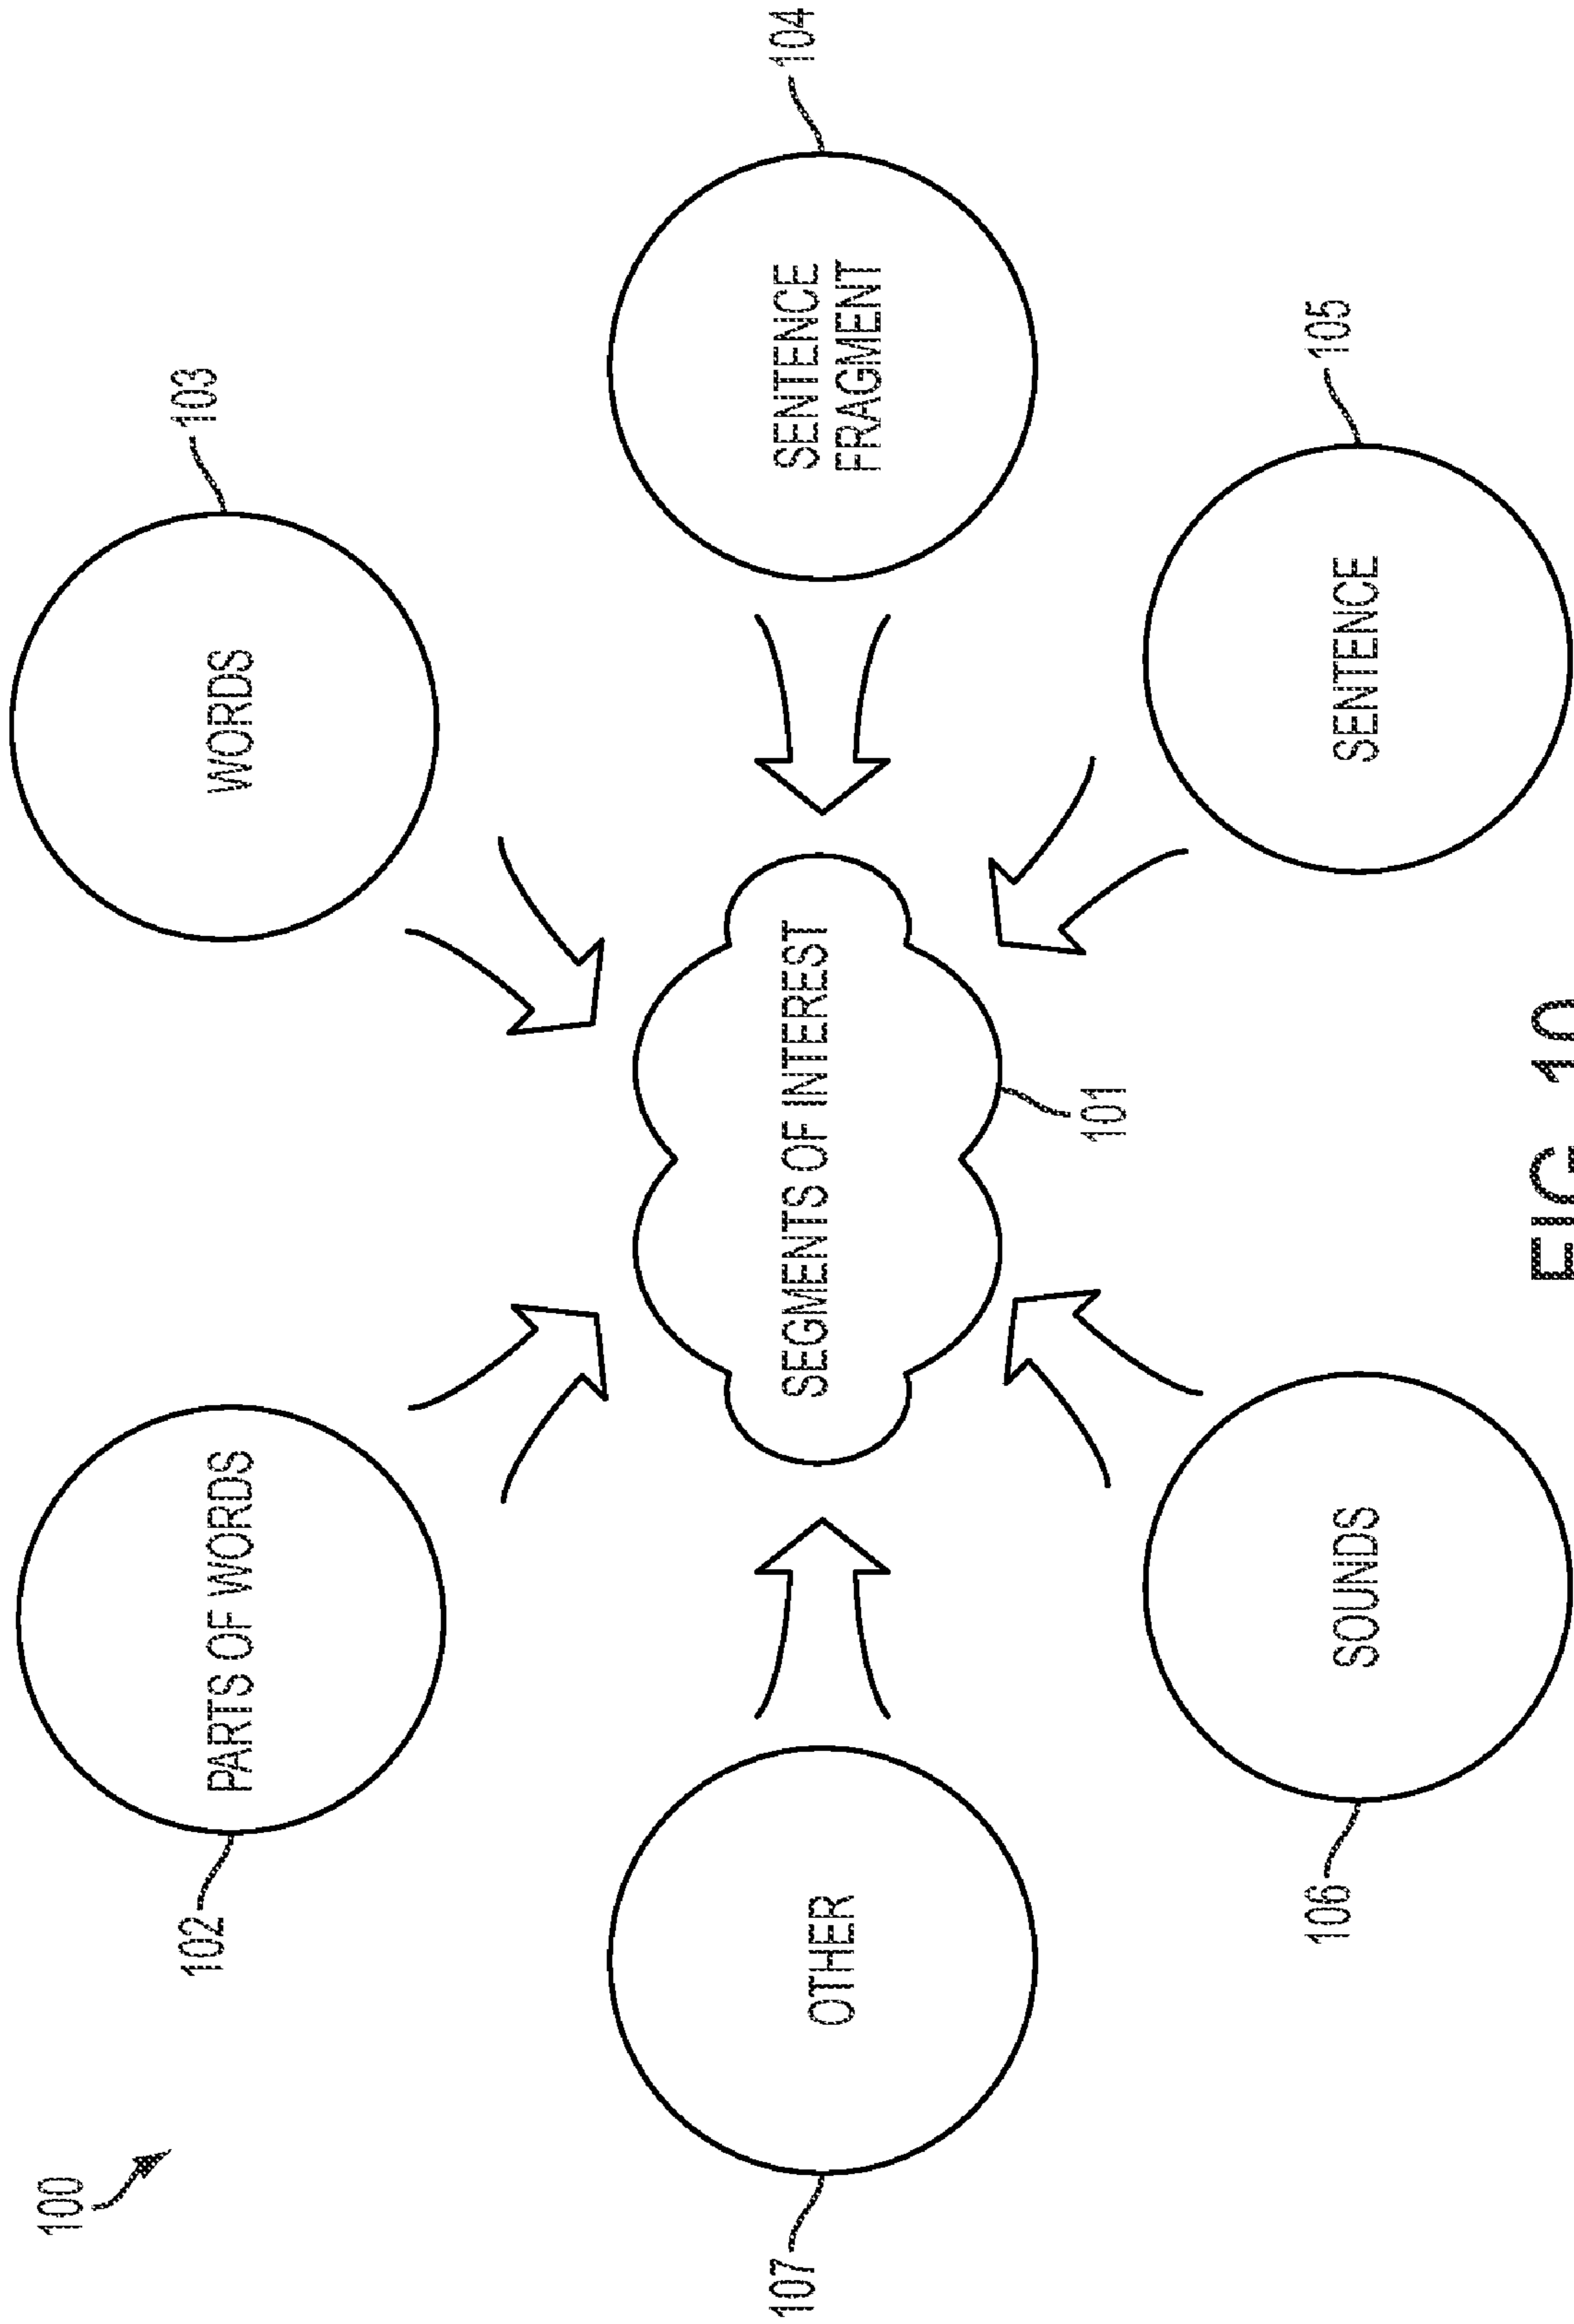 100
102
103
PARTS OF WORDS
WORDS
107
104
OTHER
SEGMENTS OF INTEREST
SENTENCE
FRAGMENT
101
106
105
SOUNDS
SENTENCE
FIG. 10